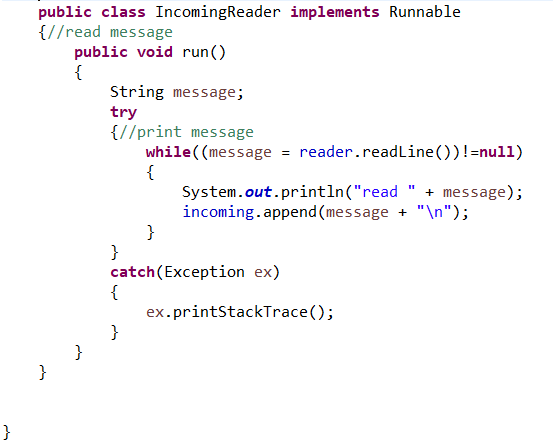 public class IncomingReader implements Runnable
{//read message
public void run()
{
String message;
try
{//print message
while((message = reader.readLine())!=null)
{
System.out.println("read " + message);
incoming.append(message + "\n");
}
}
catch(Exception ex)
{
ex.printStackTrace();
}
}
}
}